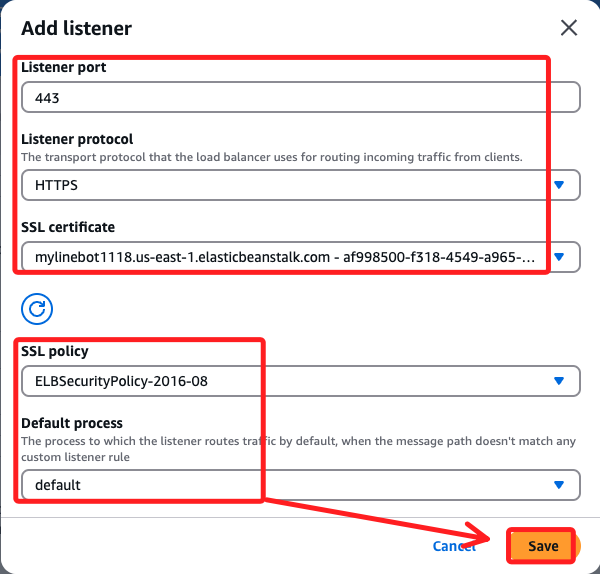 Add listener
Listener port
443
Listener protocol
The transport protocol that the load balancer uses for routing incoming traffic from clients.
HTTPS
SSL certificate
mylinebot1118.us-east-1.elasticbeanstalk.com - af998500-f318-4549-a965-...
SSL policy
ELBSecurityPolicy-2016-08
Default process
The process to which the listener routes traffic by default, when the message path doesn't match any
custom listener rule
default
Cancel
Save